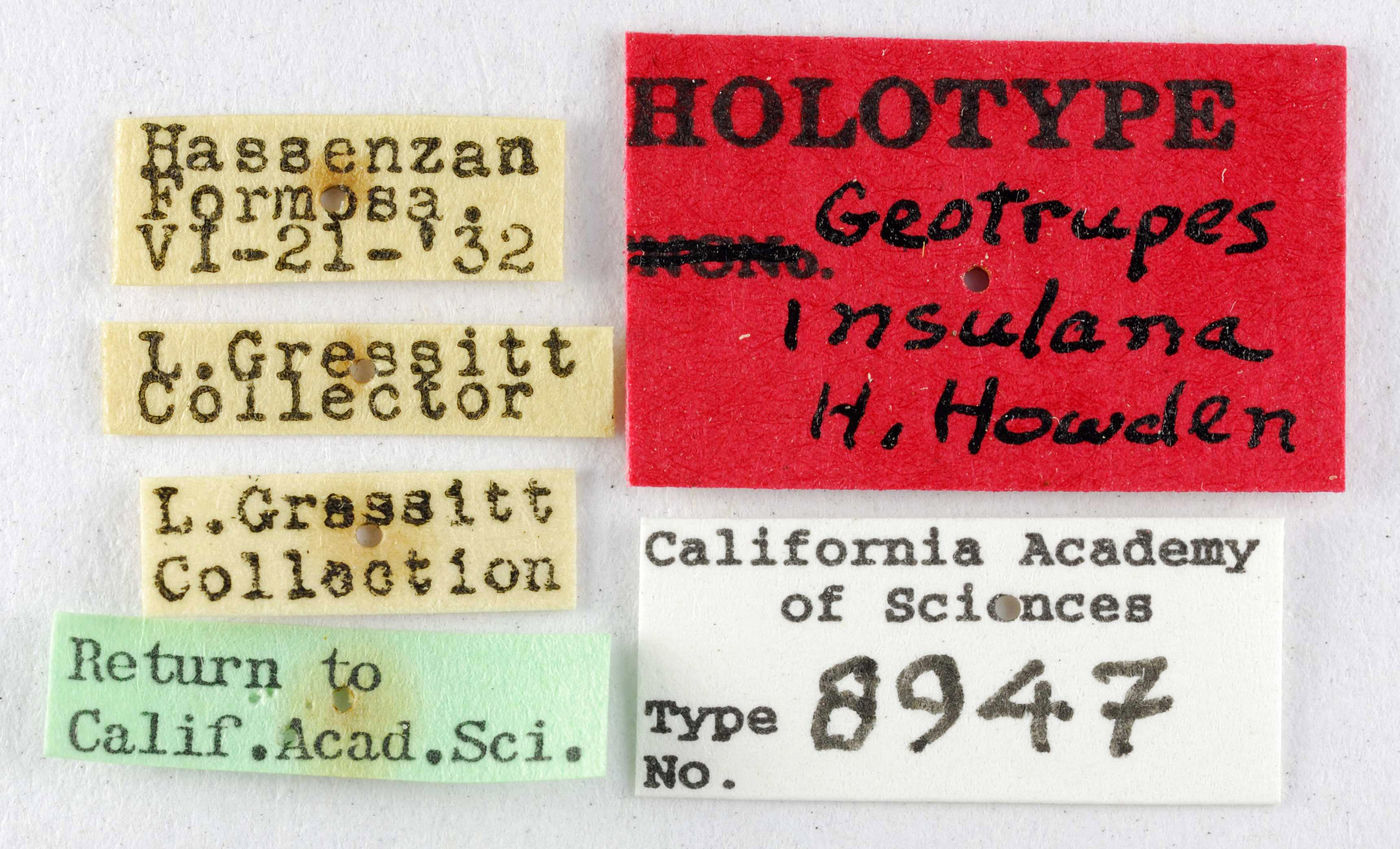 Hassenzan
Formosa.
VI-21-'32
L.Gressitt
Collector
L.Gressitt
Collection
Return to
Calif.Acad.Sci.
HOLOTYPE
Geotrupes
insulana
H. Howden
California Academy
of Sciences
Type 8947
No.